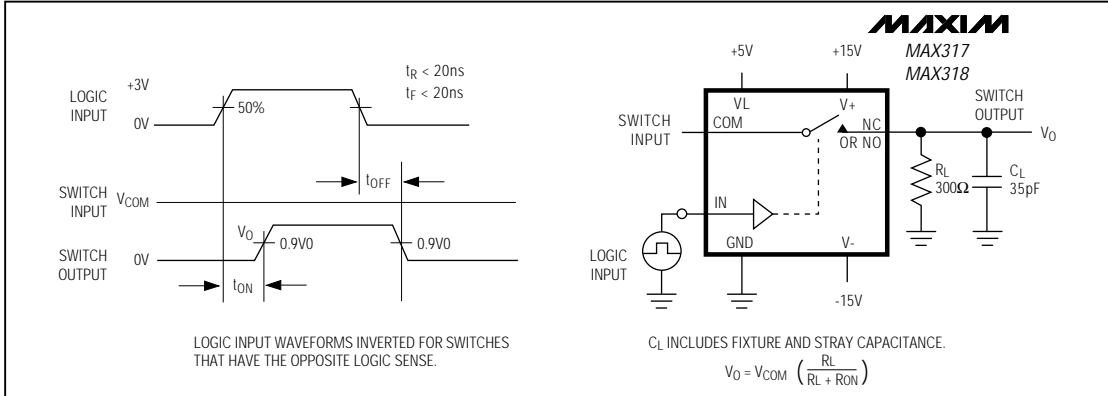 MAXIM
MAX317
MAX318
LOGIC
INPUT
+3V
0V
50%
tR < 20ns
tF < 20ns
tOFF
SWITCH
INPUT
VCOM
SWITCH
OUTPUT
VO
0V
0.9V0
0.9V0
tON
LOGIC INPUT WAVEFORMS INVERTED FOR SWITCHES
THAT HAVE THE OPPOSITE LOGIC SENSE.
+5V
+15V
VL
V+
SWITCH
INPUT
COM
NC
OR NO
SWITCH
OUTPUT
VO
RL
300Ω
CL
35pF
IN
GND
V-
LOGIC
INPUT
-15V
CL INCLUDES FIXTURE AND STRAY CAPACITANCE.
VO = VCOM ( RL / RL + RON )